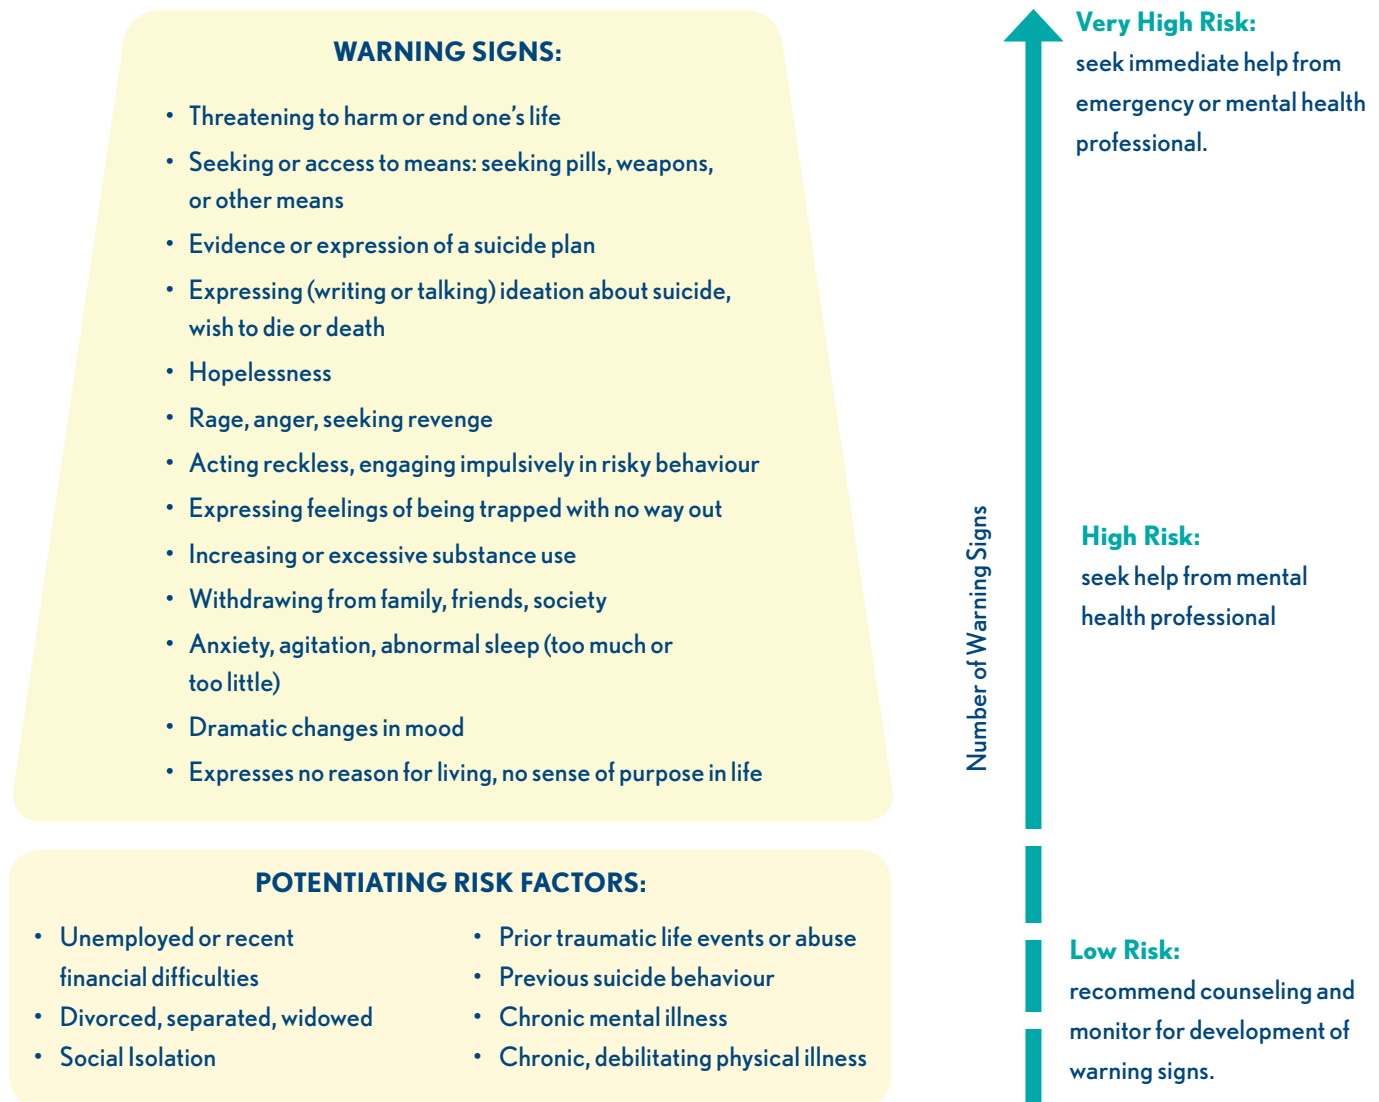 WARNING SIGNS:
• Threatening to harm or end one's life
• Seeking or access to means: seeking pills, weapons,
or other means
• Evidence or expression of a suicide plan
• Expressing (writing or talking) ideation about suicide,
wish to die or death
• Hopelessness
• Rage, anger, seeking revenge
• Acting reckless, engaging impulsively in risky behaviour
• Expressing feelings of being trapped with no way out
• Increasing or excessive substance use
• Withdrawing from family, friends, society
• Anxiety, agitation, abnormal sleep (too much or
too little)
• Dramatic changes in mood
• Expresses no reason for living, no sense of purpose in life
POTENTIATING RISK FACTORS:
• Unemployed or recent
financial difficulties
• Divorced, separated, widowed
• Social Isolation
• Prior traumatic life events or abuse
• Previous suicide behaviour
• Chronic mental illness
• Chronic, debilitating physical illness
Number of Warning Signs
Very High Risk:
seek immediate help from
emergency or mental health
professional.
High Risk:
seek help from mental
health professional
Low Risk:
recommend counseling and
monitor for development of
warning signs.